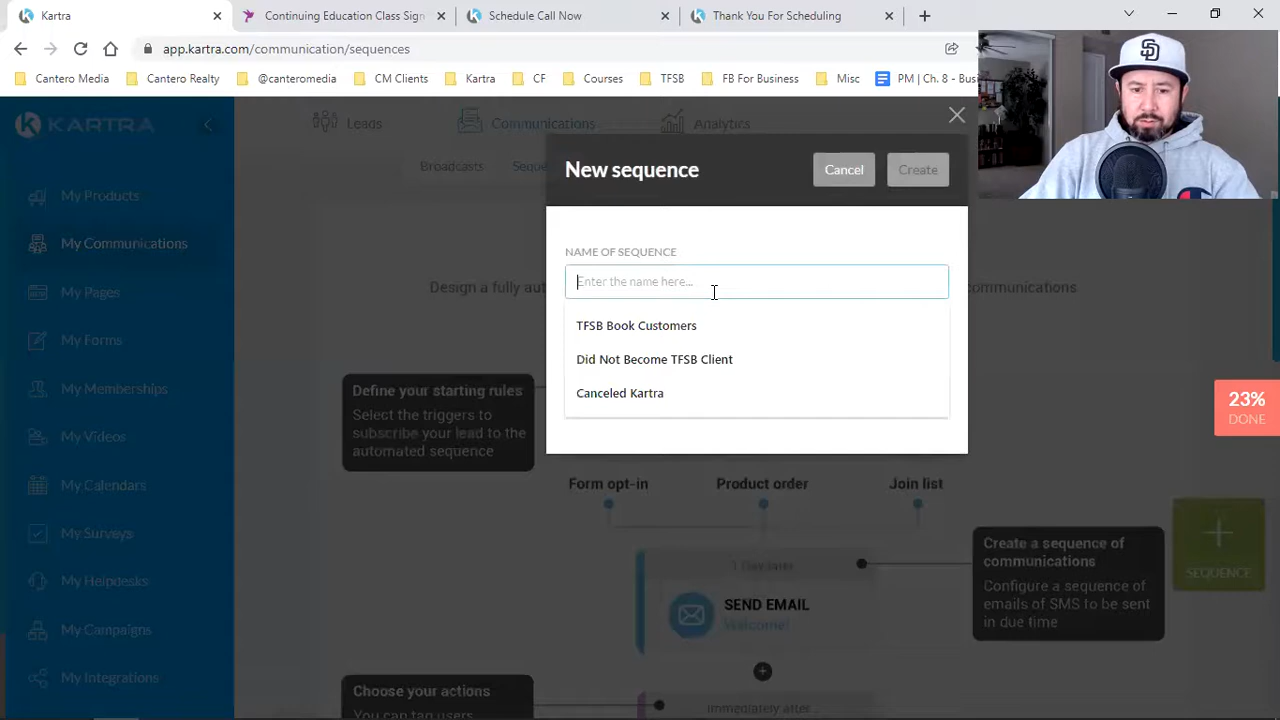 Kartra
Continuing Education Class Sign
Schedule Call Now
Thank You For Scheduling
app.kartra.com/communication/sequences
Cantero Media
Cantero Realty
@canteromedia
CM Clients
Kartra
CF
Courses
TFSB
FB For Business
Misc
PM | Ch. 8 - Busi
KARTRA
Leads
Communications
Analytics
Broadcasts
Seque
My Products
My Communications
My Pages
My Forms
My Memberships
My Videos
My Calendars
My Surveys
My Helpdesks
My Campaigns
My Integrations
New sequence
Cancel
Create
NAME OF SEQUENCE
Enter the name here...
TFSB Book Customers
Did Not Become TFSB Client
Canceled Kartra
Design a fully au
communications
Define your starting rules
Select the triggers to
subscribe your lead to the
automated sequence
Form opt-in
Product order
Join list
1 Day later
SEND EMAIL
Welcome!
Create a sequence of
communications
Configure a sequence of
emails of SMS to be sent
in due time
SEQUENCE
23%
DONE
Choose your actions
You can tag users
immediately after...
SD